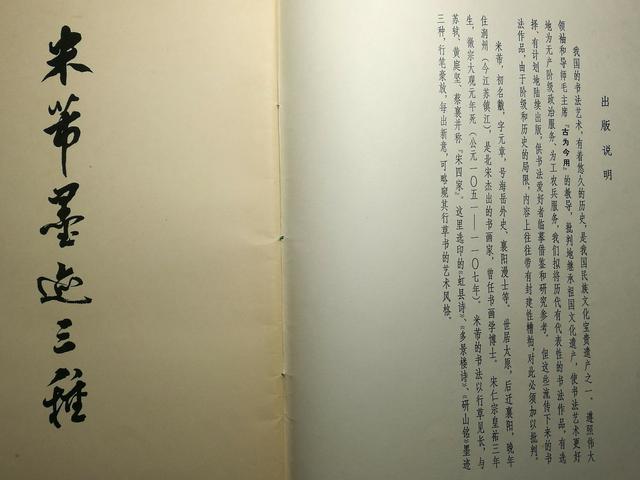 出版说明
我国的书法艺术，有着悠久的历史，是我国民族文化宝贵遗产之一。遵照伟大
领袖和导师毛主席“古为今用”的教导，批判地继承祖国文化遗产，使书法艺术更好
地为无产阶级政治服务、为工农兵服务，我们拟将历代有代表性的书法作品，有选
择、有计划地陆续出版，供书法爱好者临摹借鉴和研究参考。但这些流传下来的书
法作品，由于阶级和历史的局限，内容上往往带有封建性糟粕，对此必须加以批判。
米芾，初名黻，字元章，号海岳外史、襄阳漫士等。世居太原，后迁襄阳，晚年
住润州（今江苏镇江），是北宋杰出的书画家，曾任书画学博士。宋仁宗皇祐三年
生，徽宗大观元年死（公元一〇五一——一一〇七年）。米芾的书法以行草见长，与
苏轼、黄庭坚、蔡襄并称“宋四家”。这里选印的《虹县诗》、《多景楼诗》、《研山铭》墨迹
三种，行笔豪放，每出新意，可略窥其行草书的艺术风格。
米芾墨迹三种